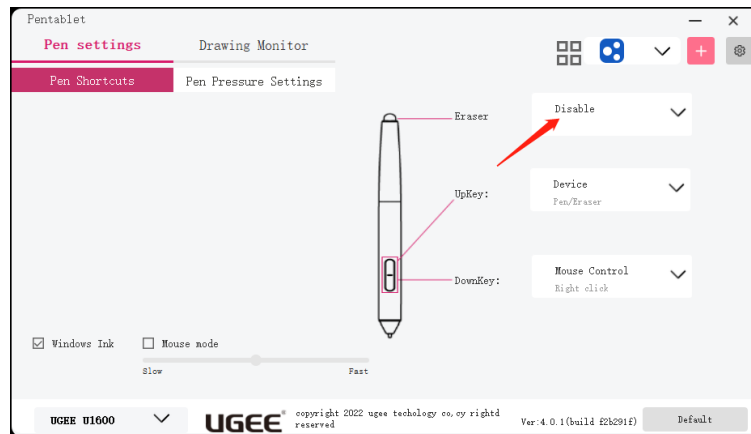 Pentablet
Pen settings
Drawing Monitor
Pen Shortcuts
Pen Pressure Settings
Eraser
Disable
UpKey:
Device
Pen/Eraser
DownKey:
Mouse Control
Right click
Windows Ink
Mouse mode
Slow
Fast
UGEE U1600
UGEE®
copyright 2022 ugee techology co, oy rightd
reserved
Ver:4.0.1(build f2b291f)
Default